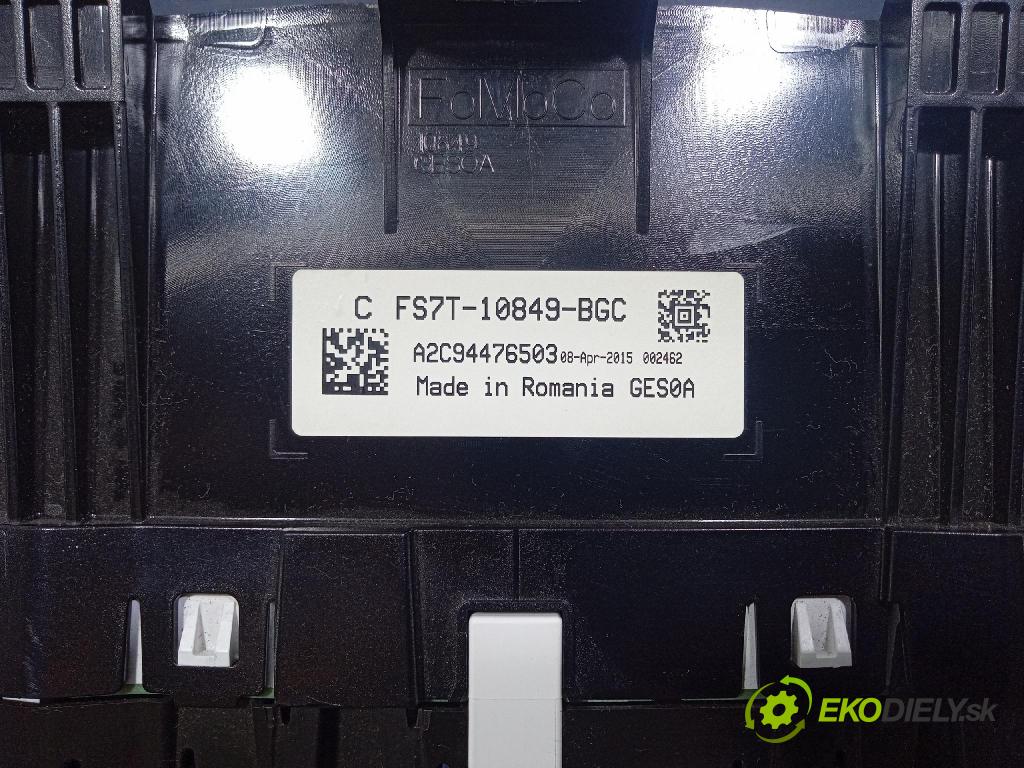 FoMoCo
10849
GES0A
C FS7T-10849-BGC
A2C94476503 08-Apr-2015 002462
Made in Romania GES0A
EKODIELY.sk